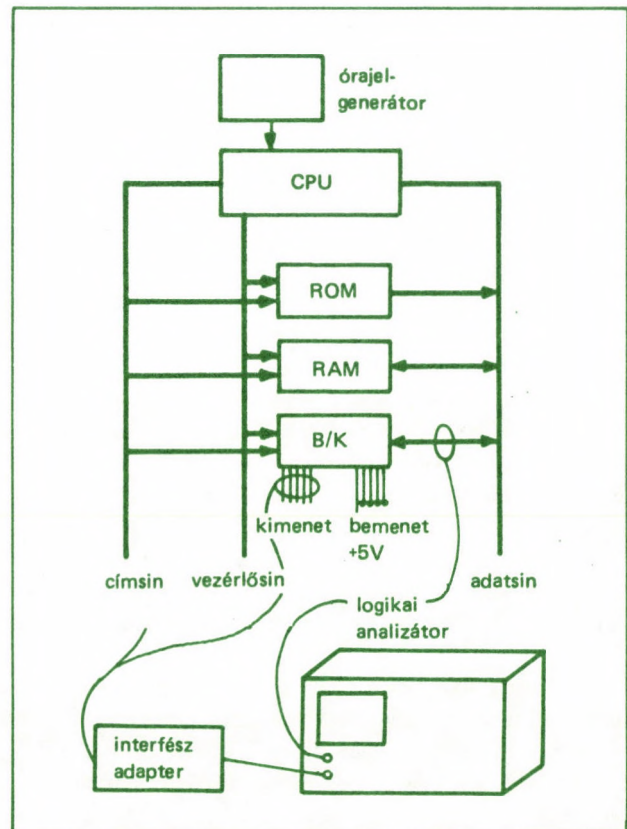 órajel-
generátor
CPU
ROM
RAM
B/K
kimenet
bemenet
+5V
címsin
vezérlősin
adatsin
logikai
analizátor
interfész
adapter